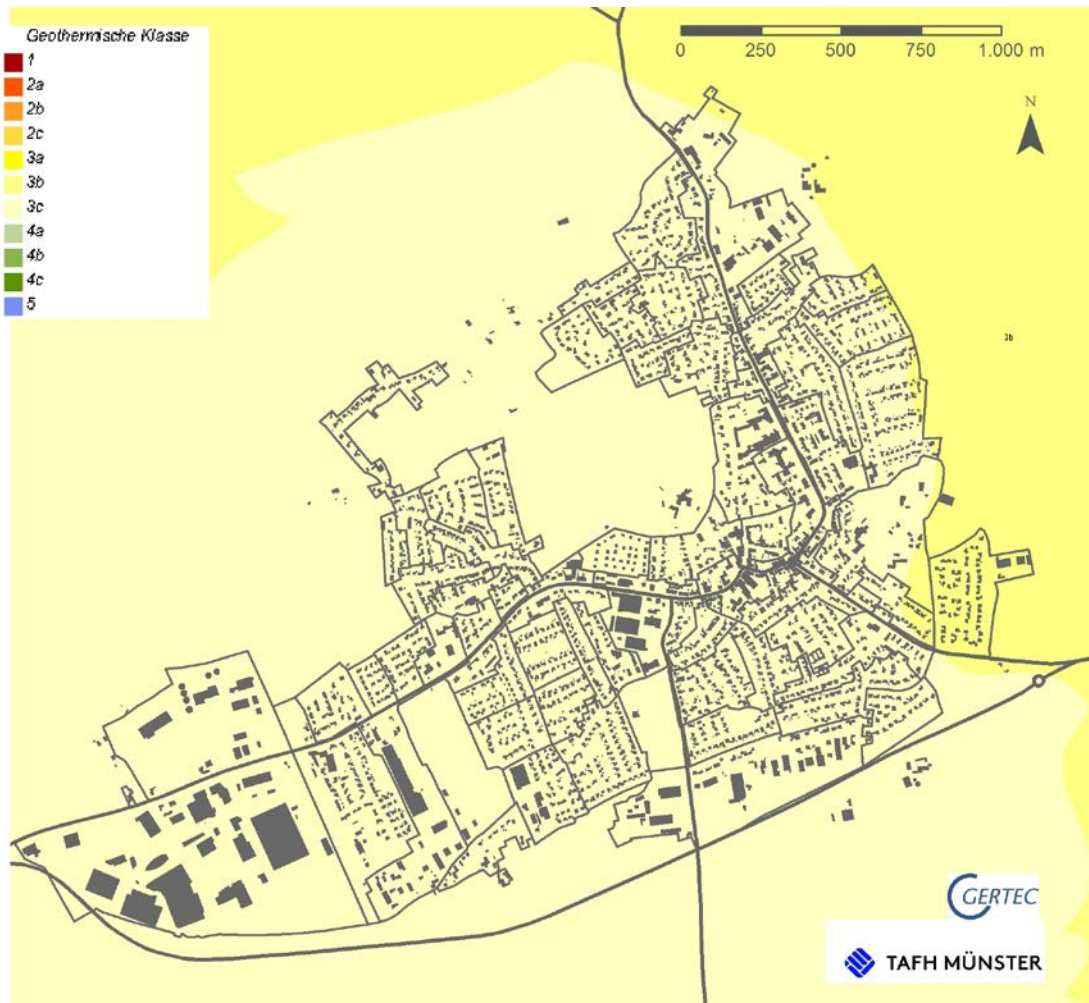 Geothermische Klasse
1
2a
2b
2c
3a
3b
3c
4a
4b
4c
5
0 250 500 750 1.000 m
N
3b
GERTEC
TAFH MÜNSTER